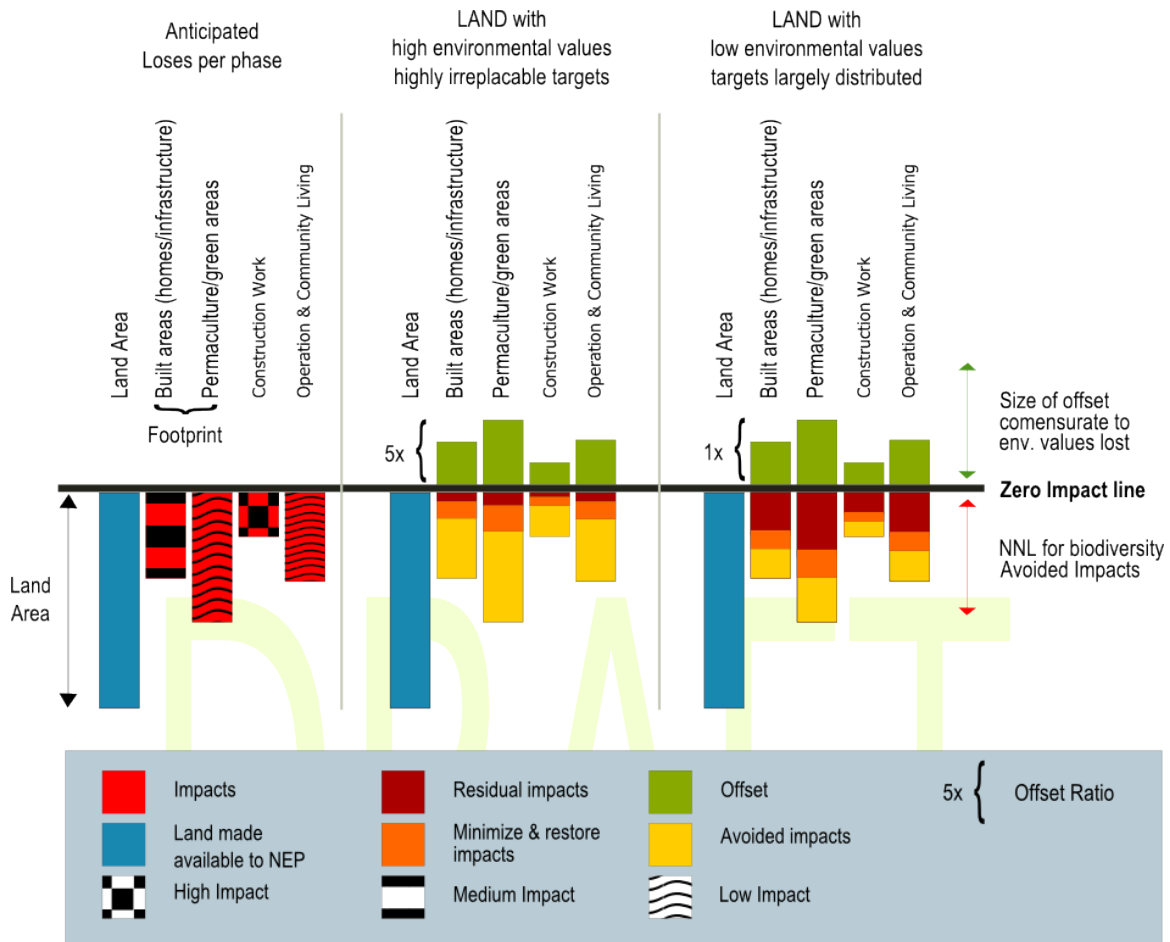 Anticipated
Loses per phase
LAND with
high environmental values
highly irreplacable targets
LAND with
low environmental values
targets largely distributed
Land Area
Built areas (homes/infrastructure)
Permaculture/green areas
Construction Work
Operation & Community Living
Footprint
Land Area
Built areas (homes/infrastructure)
Permaculture/green areas
Construction Work
Operation & Community Living
5x
Land Area
Built areas (homes/infrastructure)
Permaculture/green areas
Construction Work
Operation & Community Living
1x
Size of offset
comensurate to
env. values lost
Zero Impact line
NNL for biodiversity
Avoided Impacts
Land
Area
DRAFT
Impacts
Residual impacts
Offset
5x
Offset Ratio
Land made
available to NEP
Minimize & restore
impacts
Avoided impacts
High Impact
Medium Impact
Low Impact